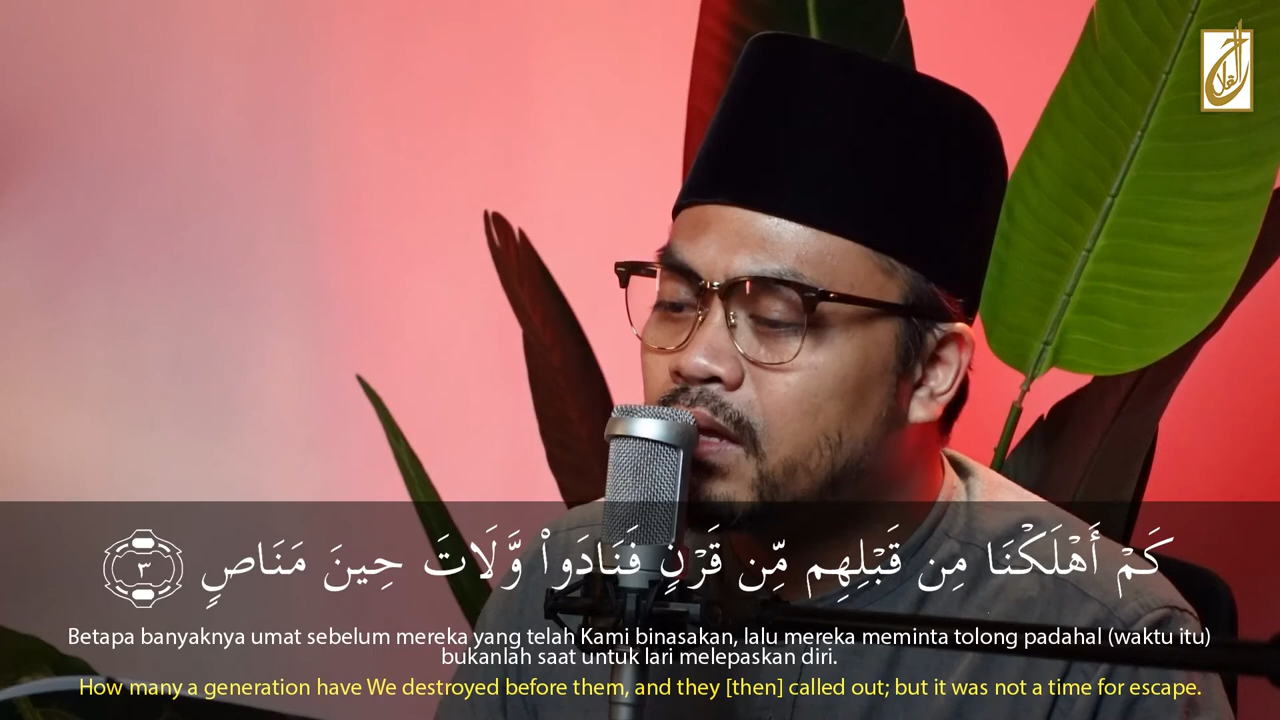 العفلاح
كَمْ أَهْلَكْنَا مِن قَبْلِهِم مِّن قَرْنٍ فَنَادَوا۟ وَّلَاتَ حِينَ مَنَاصٍ ٣
Betapa banyaknya umat sebelum mereka yang telah Kami binasakan, lalu mereka meminta tolong padahal (waktu itu)
bukanlah saat untuk lari melepaskan diri.
How many a generation have We destroyed before them, and they [then] called out; but it was not a time for escape.